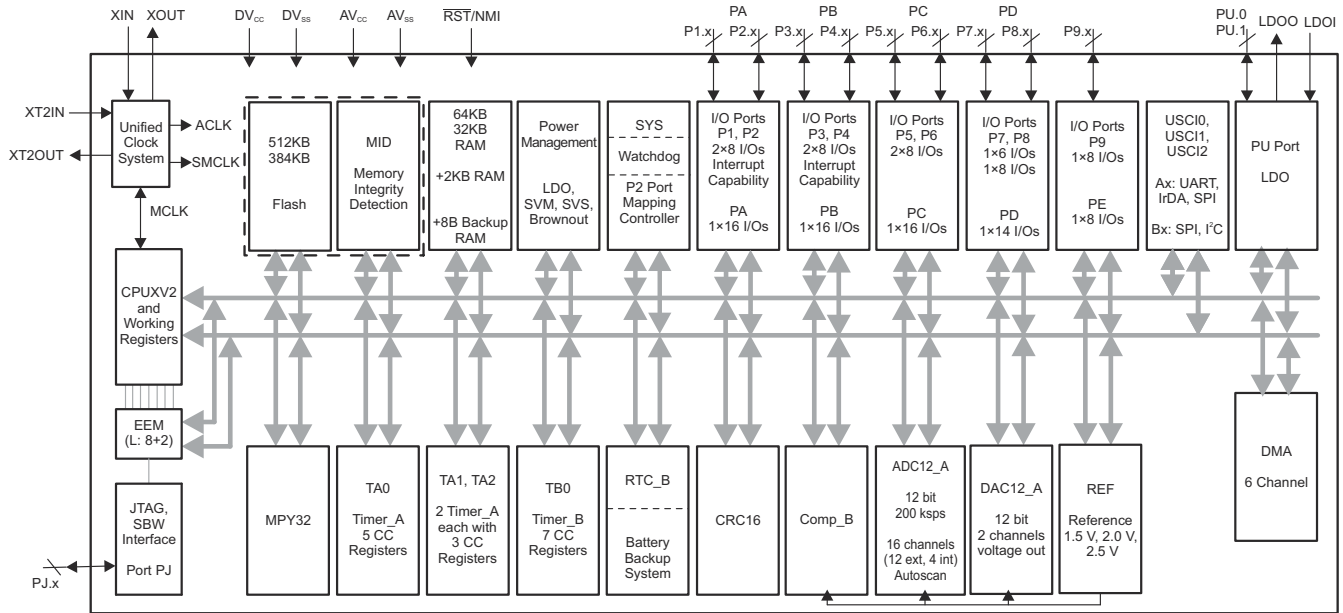 XIN XOUT DVCC DVSS AVCC AVSS RST/NMI PA PB PC PD PU.0 LDOO LDOI
P1.x P2.x P3.x P4.x P5.x P6.x P7.x P8.x P9.x PU.1
XT2IN
XT2OUT
Unified
Clock
System
ACLK
SMCLK
MCLK
512KB
384KB
Flash
MID
Memory
Integrity
Detection
64KB
32KB
RAM
+2KB RAM
+8B Backup
RAM
Power
Management
LDO,
SVM, SVS,
Brownout
SYS
Watchdog
P2 Port
Mapping
Controller
I/O Ports
P1, P2
2×8 I/Os
Interrupt
Capability
PA
1×16 I/Os
I/O Ports
P3, P4
2×8 I/Os
Interrupt
Capability
PB
1×16 I/Os
I/O Ports
P5, P6
2×8 I/Os
PC
1×16 I/Os
I/O Ports
P7, P8
1×6 I/Os
1×8 I/Os
PD
1×14 I/Os
I/O Ports
P9
1×8 I/Os
PE
1×8 I/Os
USCI0,
USCI1,
USCI2
Ax: UART,
IrDA, SPI
Bx: SPI, I²C
PU Port
LDO
CPUXV2
and
Working
Registers
EEM
(L: 8+2)
JTAG,
SBW
Interface
Port PJ
PJ.x
MPY32
TA0
Timer_A
5 CC
Registers
TA1, TA2
2 Timer_A
each with
3 CC
Registers
TB0
Timer_B
7 CC
Registers
RTC_B
Battery
Backup
System
CRC16
Comp_B
ADC12_A
12 bit
200 ksps
16 channels
(12 ext, 4 int)
Autoscan
DAC12_A
12 bit
2 channels
voltage out
REF
Reference
1.5 V, 2.0 V,
2.5 V
DMA
6 Channel